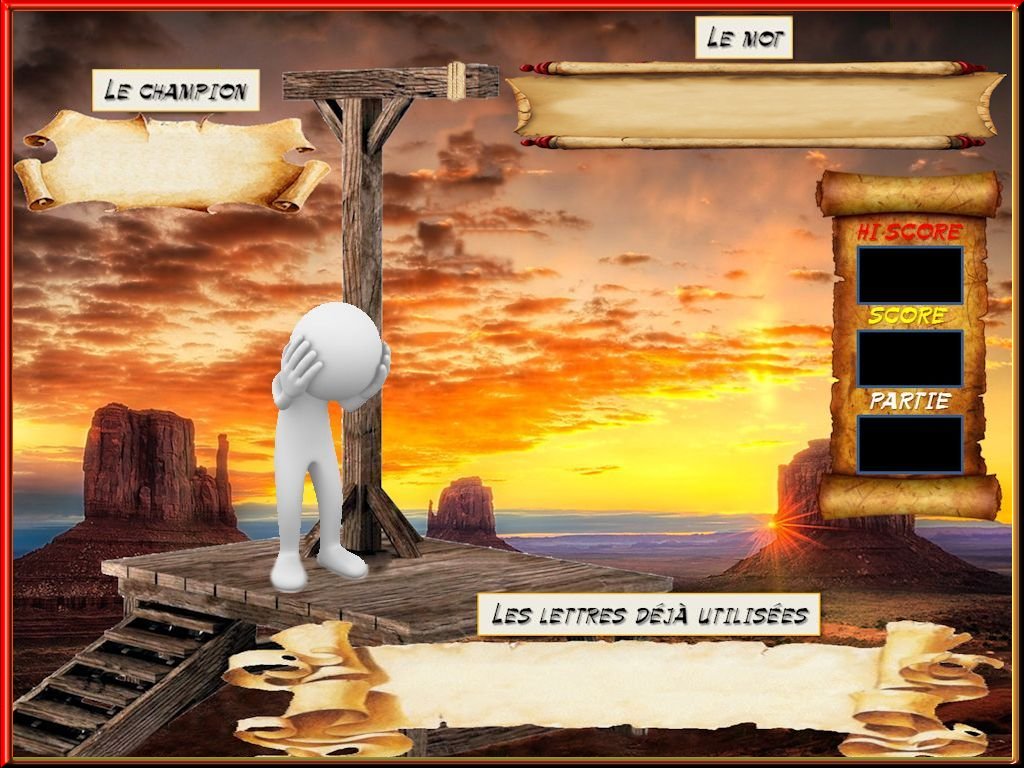 Le mot
Le champion
HI SCORE
SCORE
PARTIE
Les lettres déjà utilisées